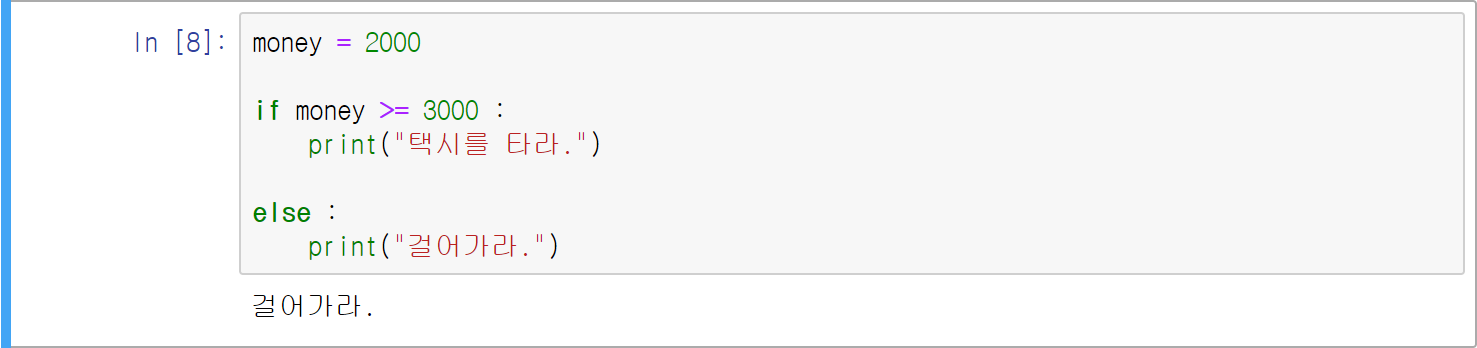 In [8]:
money = 2000
if money >= 3000 :
print("택시를 타라.")
else :
print("걸어가라.")
걸어가라.